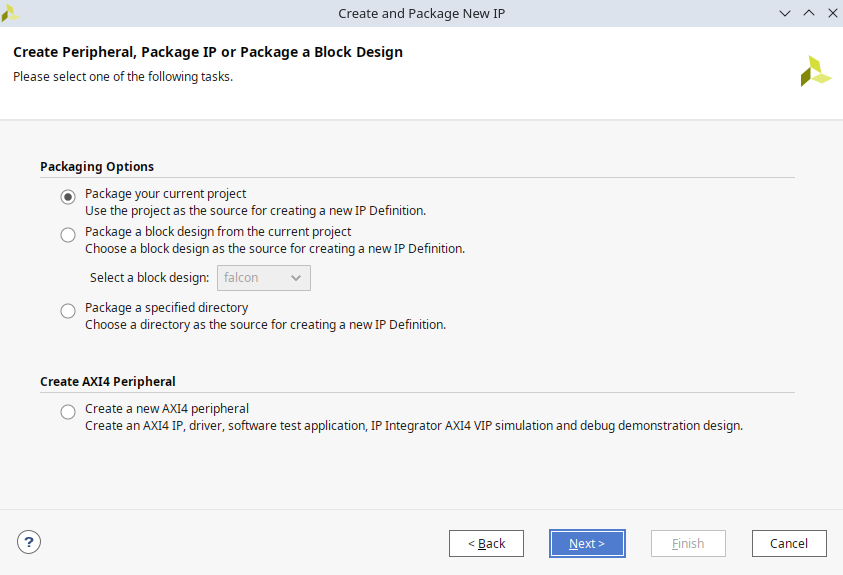 Create and Package New IP
Create Peripheral, Package IP or Package a Block Design
Please select one of the following tasks.
Packaging Options
Package your current project
Use the project as the source for creating a new IP Definition.
Package a block design from the current project
Choose a block design as the source for creating a new IP Definition.
Select a block design: falcon
Package a specified directory
Choose a directory as the source for creating a new IP Definition.
Create AXI4 Peripheral
Create a new AXI4 peripheral
Create an AXI4 IP, driver, software test application, IP Integrator AXI4 VIP simulation and debug demonstration design.
? < Back Next > Finish Cancel